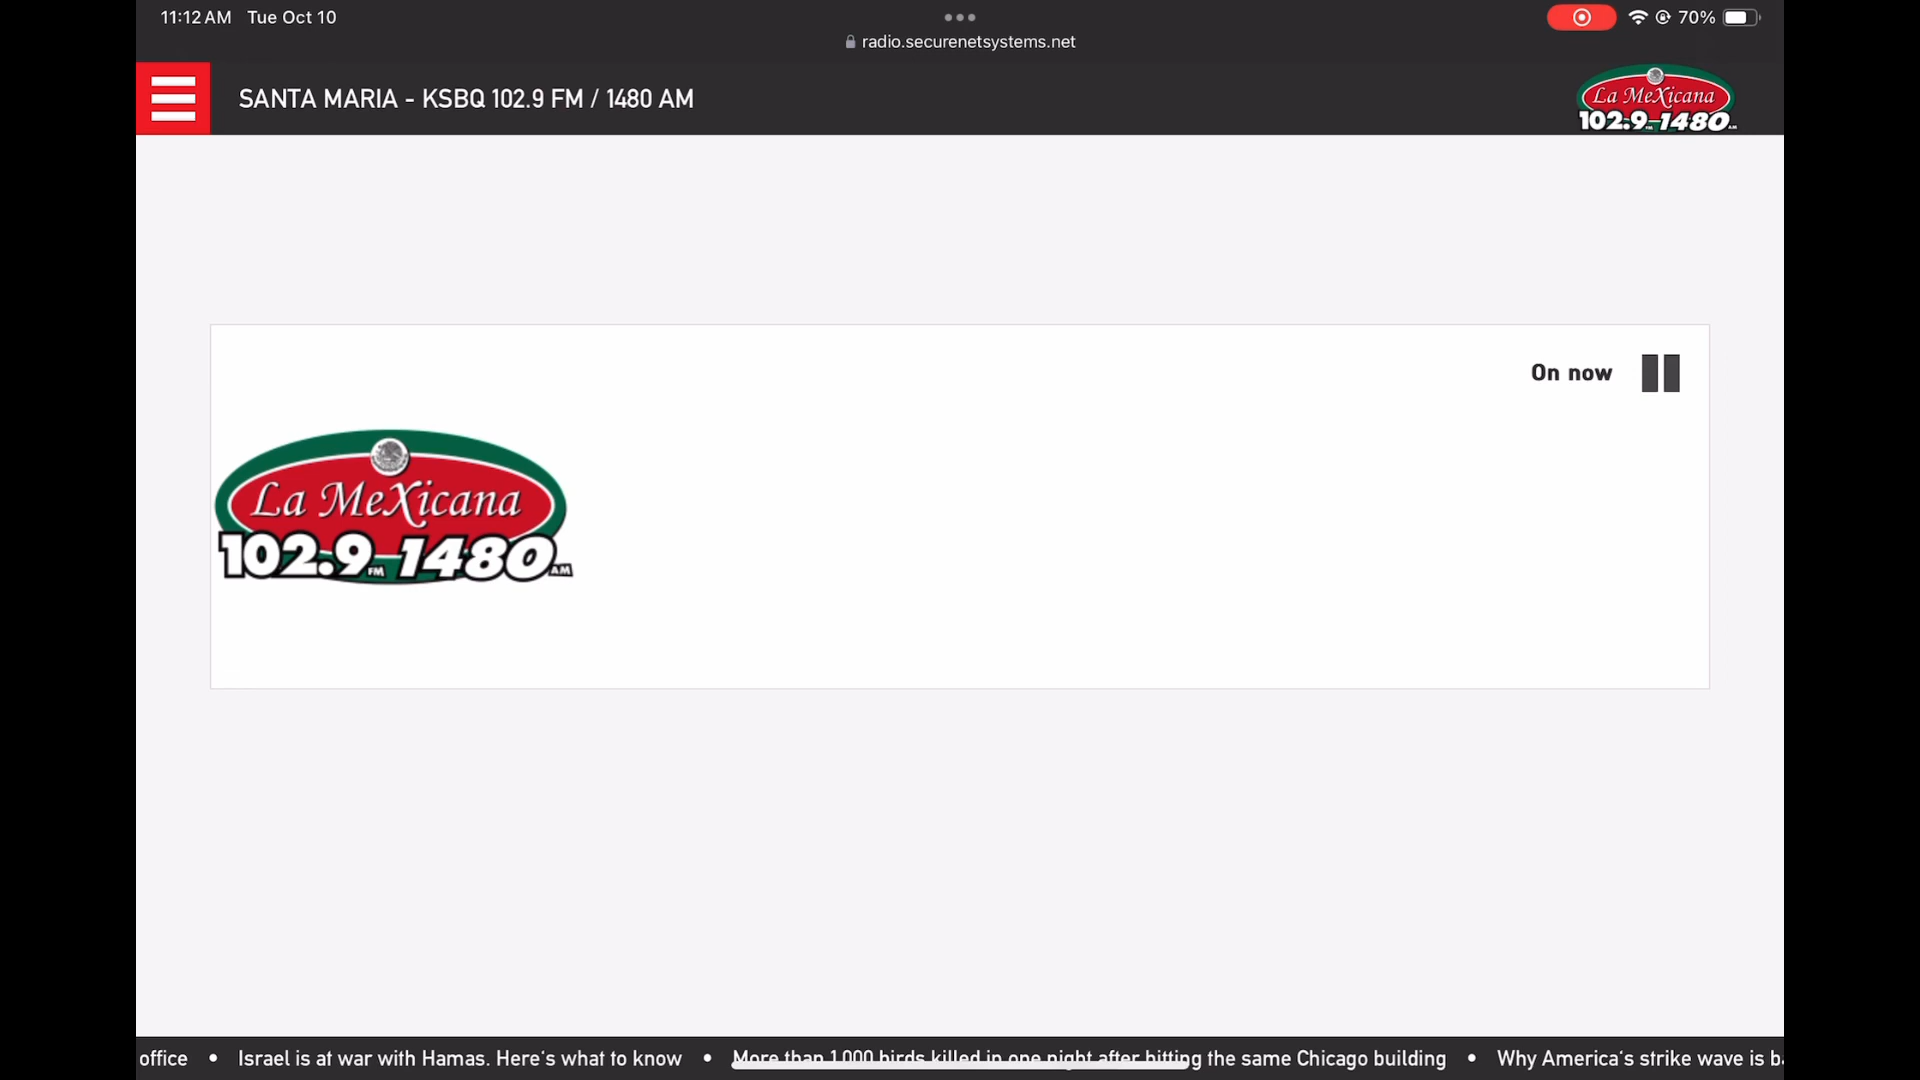 11:12 AM Tue Oct 10
70%
radio.securenetsystems.net
SANTA MARIA - KSBQ 102.9 FM / 1480 AM
La MeXicana
102.9 FM 1480 AM
On now
La MeXicana
102.9 FM 1480 AM
office • Israel is at war with Hamas. Here's what to know • More than 1,000 birds killed in one night after hitting the same Chicago building • Why America's strike wave is